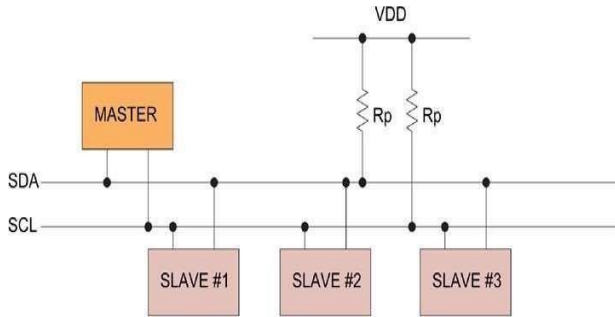 VDD
MASTER
Rp
Rp
SDA
SCL
SLAVE #1
SLAVE #2
SLAVE #3